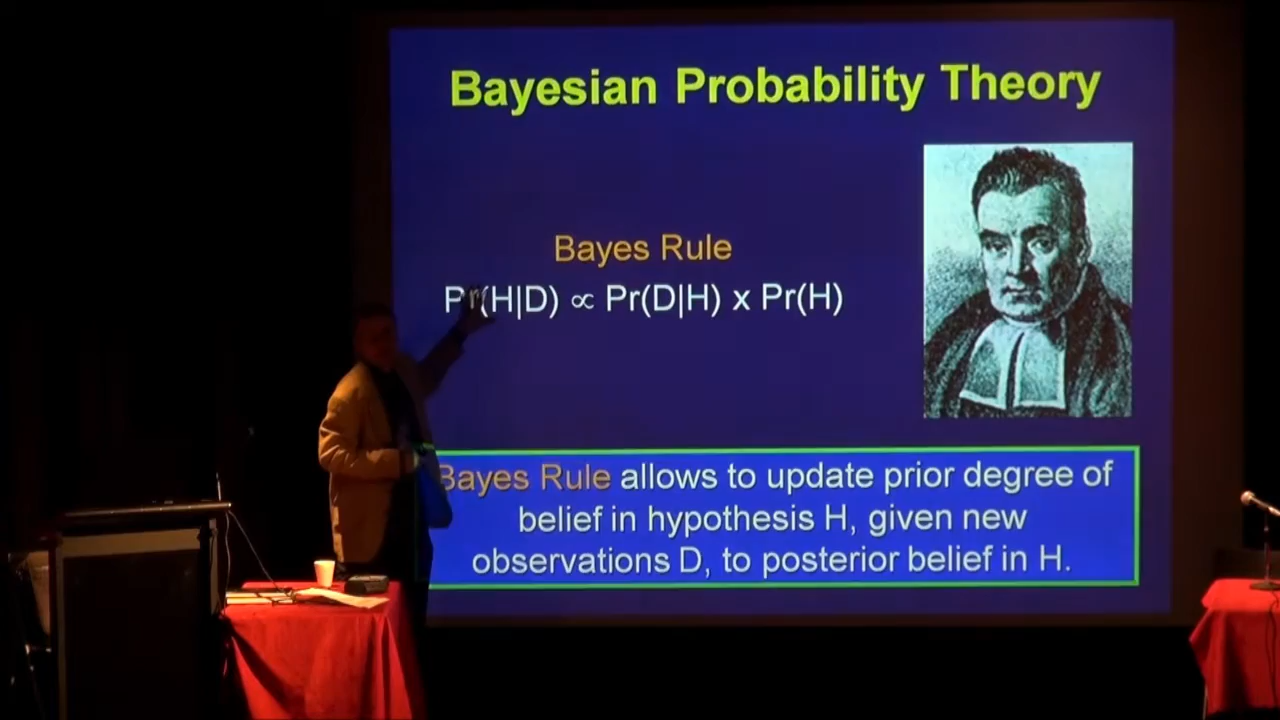 Bayesian Probability Theory
Bayes Rule
Pr(H|D) ∝ Pr(D|H) x Pr(H)
Bayes Rule allows to update prior degree of
belief in hypothesis H, given new
observations D, to posterior belief in H.